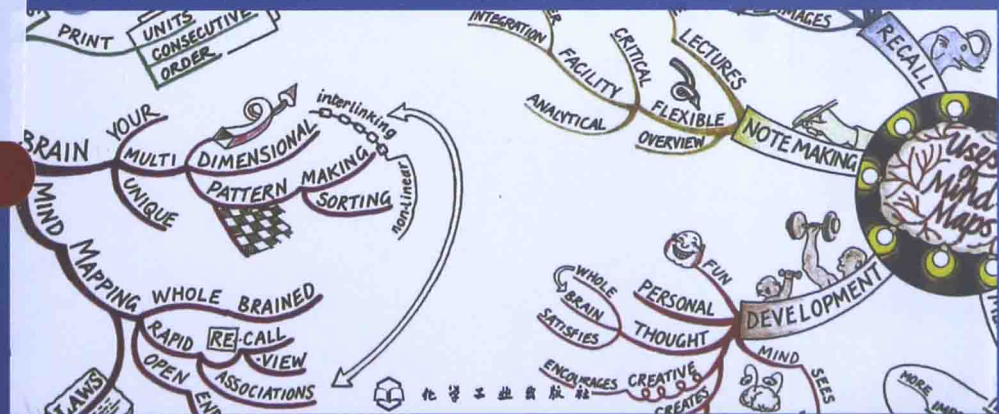 PRINT
UNITS
CONSECUTIVE
ORDER
BRAIN
YOUR
MULTI
DIMENSIONAL
UNIQUE
PATTERN
MAKING
SORTING
interlinking
non-linear
MIND
MAPPING
WHOLE
BRAINED
RAPID
RE-CALL
-VIEW
ASSOCIATIONS
OPEN
LAWS
INTEGRATION
FACILITY
CRITICAL
ANALYTICAL
FLEXIBLE
OVERVIEW
LECTURES
NOTE MAKING
IMAGES
RECALL
Uses
of
Mind
Maps
DEVELOPMENT
FUN
PERSONAL
THOUGHT
WHOLE
BRAIN
SATISFIES
ENCOURAGES
CREATIVE
CREATES
MIND
SEES
MORE
化学工业出版社